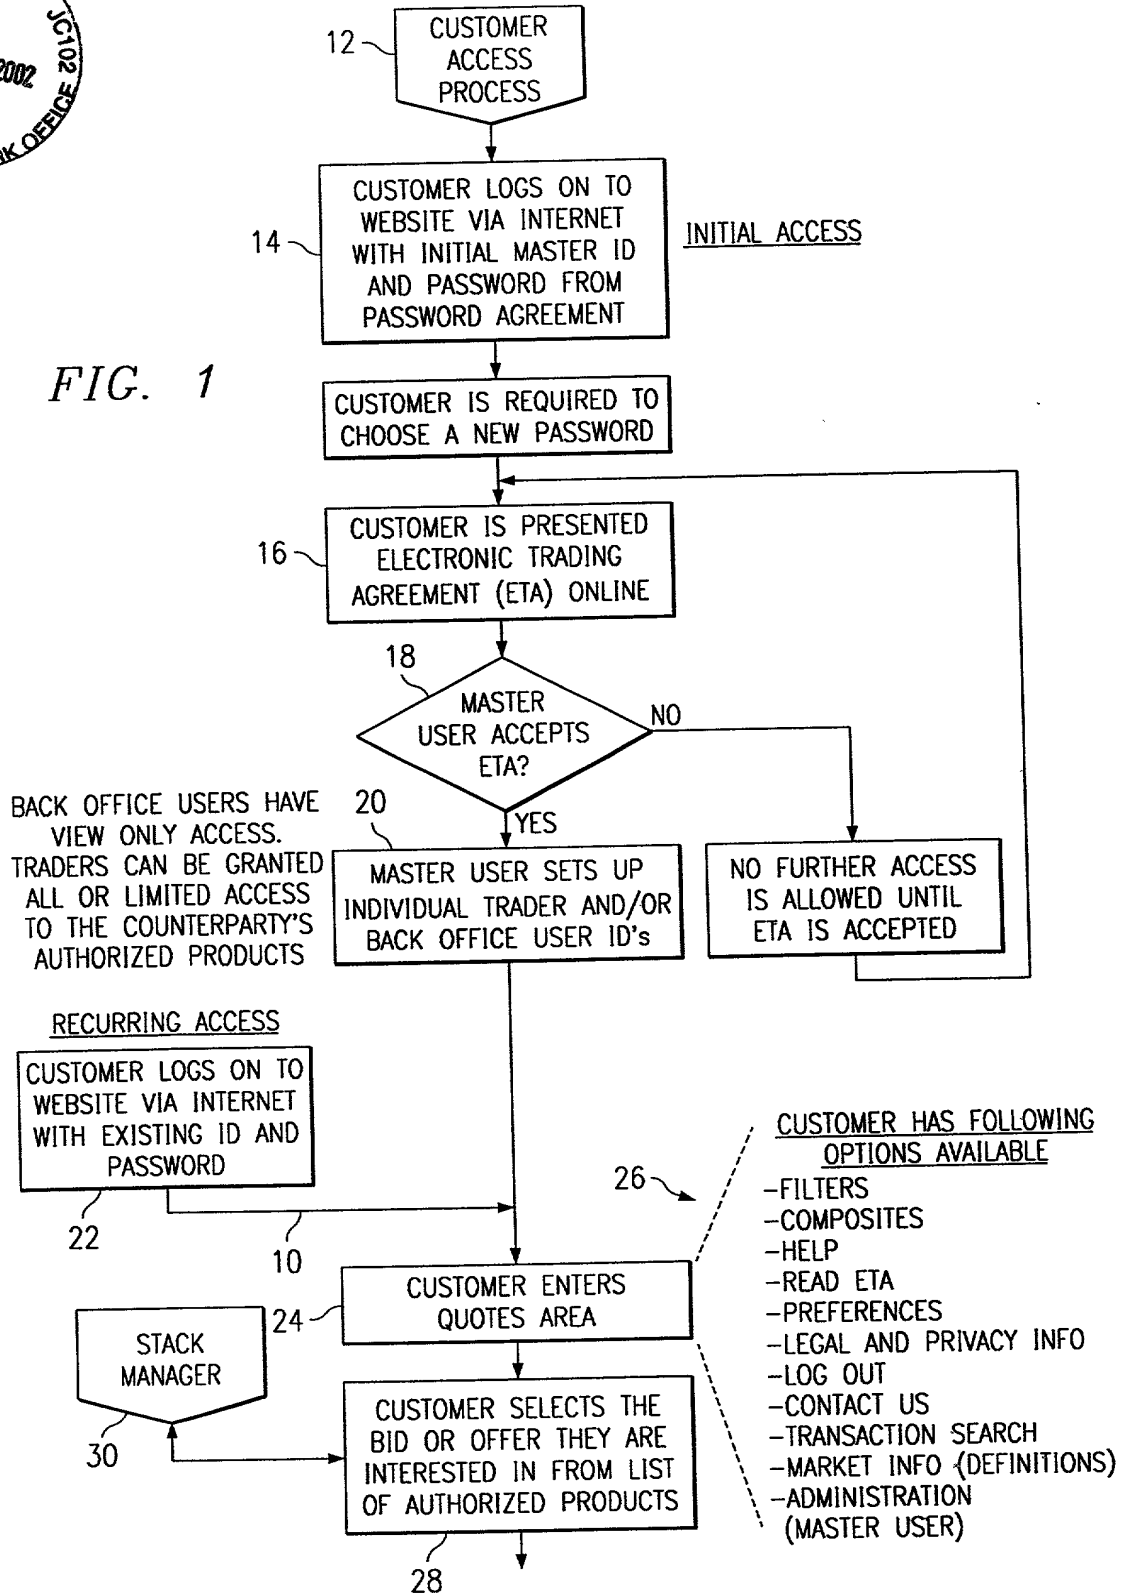 JC102
2002
RK OFFICE
12
CUSTOMER
ACCESS
PROCESS
14
CUSTOMER LOGS ON TO
WEBSITE VIA INTERNET
WITH INITIAL MASTER ID
AND PASSWORD FROM
PASSWORD AGREEMENT
INITIAL ACCESS
FIG. 1
CUSTOMER IS REQUIRED TO
CHOOSE A NEW PASSWORD
16
CUSTOMER IS PRESENTED
ELECTRONIC TRADING
AGREEMENT (ETA) ONLINE
18
MASTER
USER ACCEPTS
ETA?
NO
YES
BACK OFFICE USERS HAVE
VIEW ONLY ACCESS.
TRADERS CAN BE GRANTED
ALL OR LIMITED ACCESS
TO THE COUNTERPARTY'S
AUTHORIZED PRODUCTS
20
MASTER USER SETS UP
INDIVIDUAL TRADER AND/OR
BACK OFFICE USER ID's
NO FURTHER ACCESS
IS ALLOWED UNTIL
ETA IS ACCEPTED
RECURRING ACCESS
CUSTOMER LOGS ON TO
WEBSITE VIA INTERNET
WITH EXISTING ID AND
PASSWORD
22
10
26
CUSTOMER HAS FOLLOWING
OPTIONS AVAILABLE
-FILTERS
-COMPOSITES
-HELP
-READ ETA
-PREFERENCES
-LEGAL AND PRIVACY INFO
-LOG OUT
-CONTACT US
-TRANSACTION SEARCH
-MARKET INFO (DEFINITIONS)
-ADMINISTRATION
(MASTER USER)
24
CUSTOMER ENTERS
QUOTES AREA
STACK
MANAGER
30
CUSTOMER SELECTS THE
BID OR OFFER THEY ARE
INTERESTED IN FROM LIST
OF AUTHORIZED PRODUCTS
28